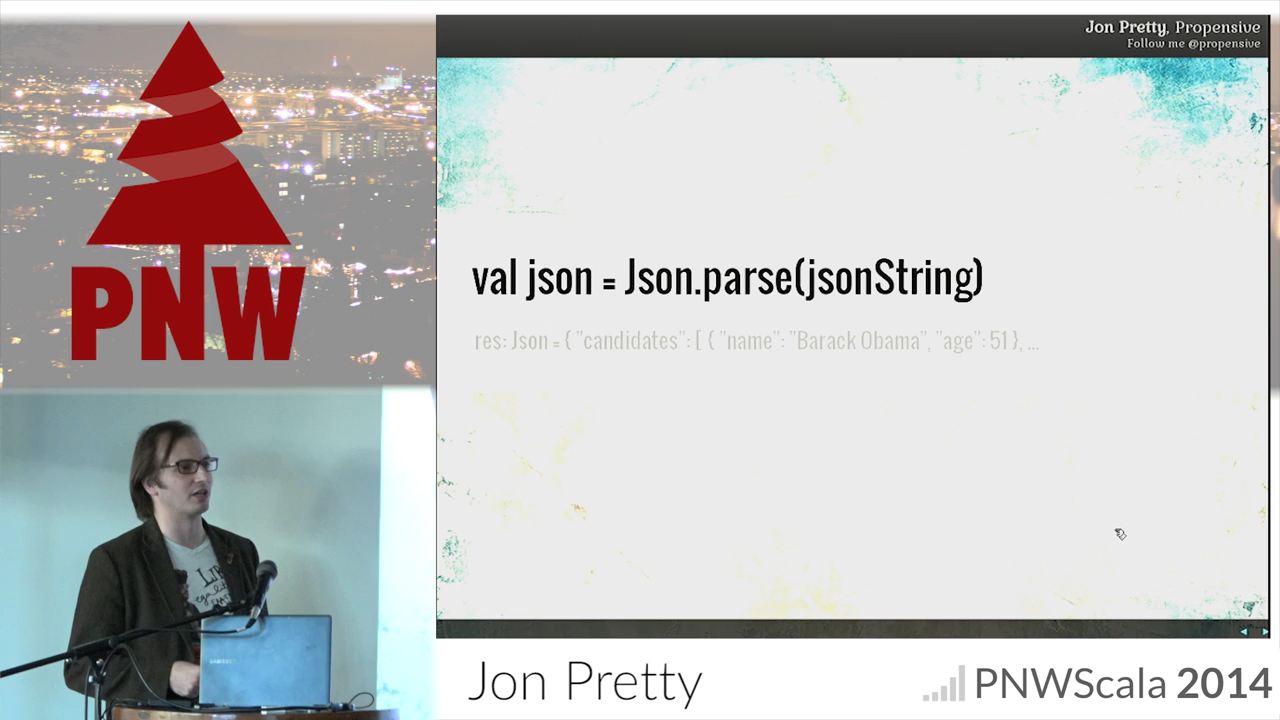 PNW
Jon Pretty, Propensive
Follow me @propensive
val json = Json.parse(jsonString)
res: Json = { "candidates": [ { "name": "Barack Obama", "age": 51 }, ...
SAMSUNG
Jon Pretty
PNWScala 2014